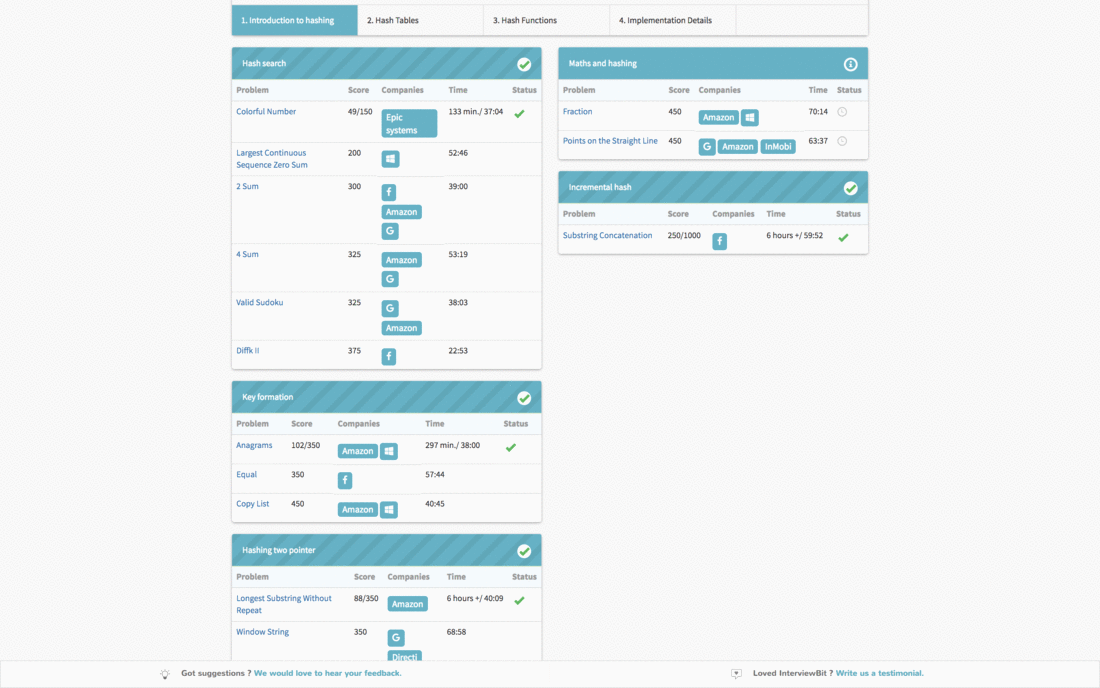 1. Introduction to hashing
2. Hash Tables
3. Hash Functions
4. Implementation Details
Hash search
Problem Score Companies Time Status
Colorful Number 49/150 Epic systems 133 min./ 37:04
Largest Continuous Sequence Zero Sum 200 52:46
2 Sum 300 f Amazon G 39:00
4 Sum 325 Amazon G 53:19
Valid Sudoku 325 G Amazon 38:03
Diffk II 375 f 22:53
Key formation
Problem Score Companies Time Status
Anagrams 102/350 Amazon 297 min./ 38:00
Equal 350 f 57:44
Copy List 450 Amazon 40:45
Hashing two pointer
Problem Score Companies Time Status
Longest Substring Without Repeat 88/350 Amazon 6 hours +/ 40:09
Window String 350 G Directi 68:58
Maths and hashing
Problem Score Companies Time Status
Fraction 450 Amazon 70:14
Points on the Straight Line 450 G Amazon InMobi 63:37
Incremental hash
Problem Score Companies Time Status
Substring Concatenation 250/1000 f 6 hours +/ 59:52
Got suggestions ? We would love to hear your feedback.
Loved InterviewBit ? Write us a testimonial.